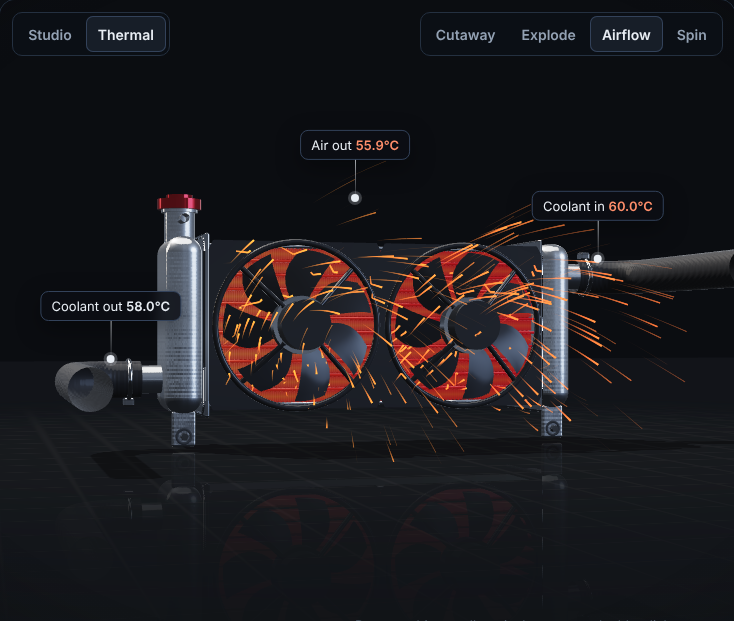 Studio
Thermal
Cutaway
Explode
Airflow
Spin
Air out 55.9°C
Coolant in 60.0°C
Coolant out 58.0°C